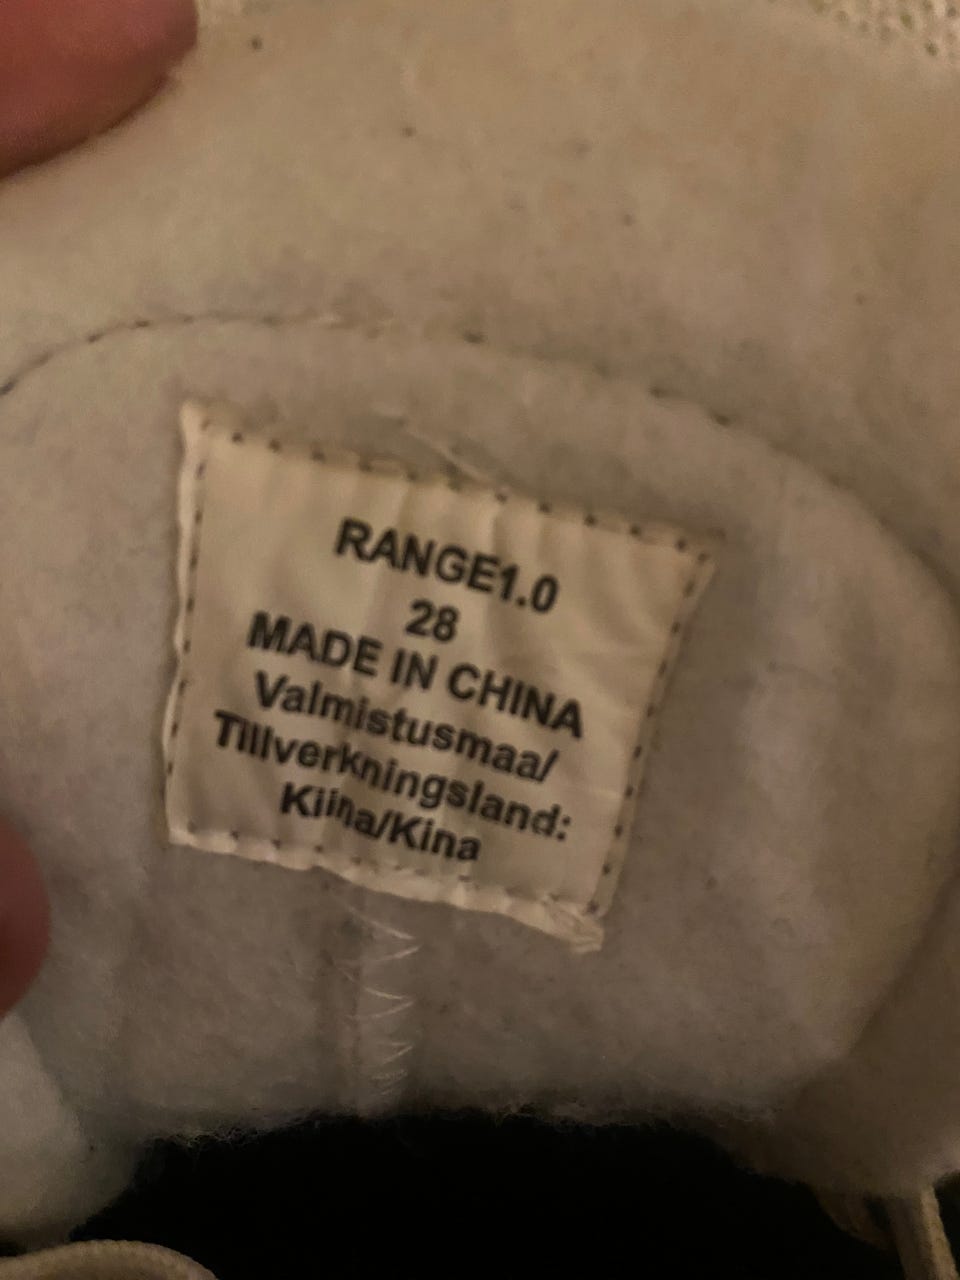 RANGE1.0
28
MADE IN CHINA
Valmistusmaa/
Tillverkningsland:
Kiina/Kina